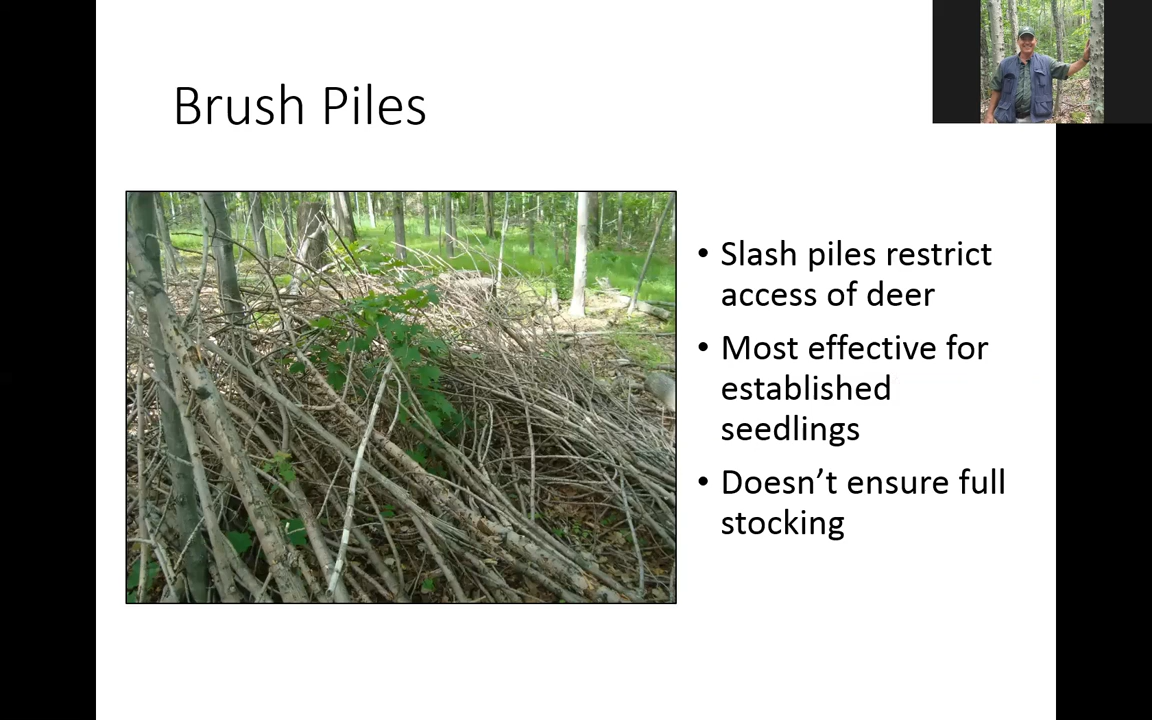 Brush Piles
• Slash piles restrict
access of deer
• Most effective for
established
seedlings
• Doesn’t ensure full
stocking